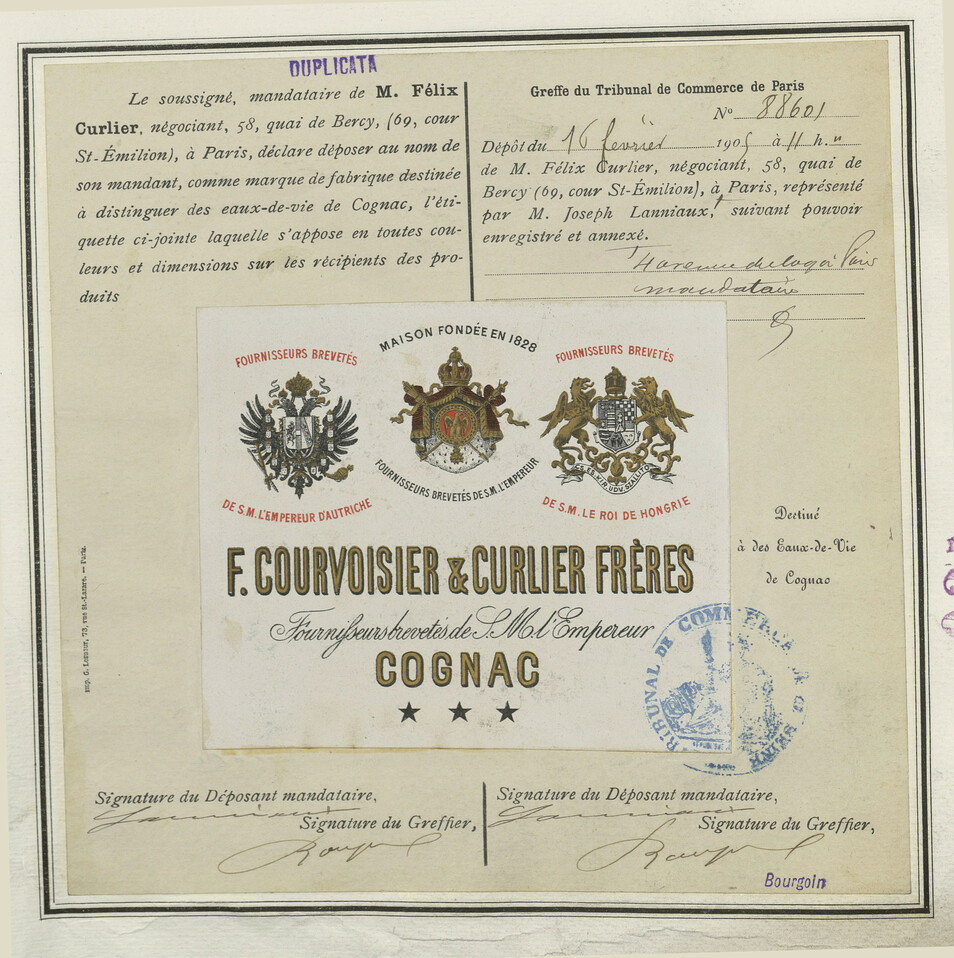 DUPLICATA
Le soussigné, mandataire de M. Félix
Curlier, négociant, 58, quai de Bercy, (69, cour
St-Émilion), à Paris, déclare déposer au nom de
son mandant, comme marque de fabrique destinée
à distinguer des eaux-de-vie de Cognac, l'éti-
quette ci-jointe laquelle s'appose en toutes cou-
leurs et dimensions sur les récipients des pro-
duits
Greffe du Tribunal de Commerce de Paris
N° 88601
Dépôt du 16 février 1905 à 11 h. "
de M. Félix Curlier, négociant, 58, quai de
Bercy (69, cour St-Émilion), à Paris, représenté
par M. Joseph Lanniaux, suivant pouvoir
enregistré et annexé.
mandataire
FOURNISSEURS BREVETÉS
DE S.M. L'EMPEREUR D'AUTRICHE
MAISON FONDÉE EN 1828
FOURNISSEURS BREVETÉS DE S.M. L'EMPEREUR
FOURNISSEURS BREVETÉS
DE S.M. LE ROI DE HONGRIE
F. COURVOISIER & CURLIER FRÈRES
Fournisseurs brevetés de S. M. l'Empereur
COGNAC
Destiné
à des Eaux-de-Vie
de Cognac
TRIBUNAL DE COMMERCE DE LA SEINE
Signature du Déposant mandataire,
Signature du Greffier,
Signature du Déposant mandataire,
Signature du Greffier,
Bourgoin